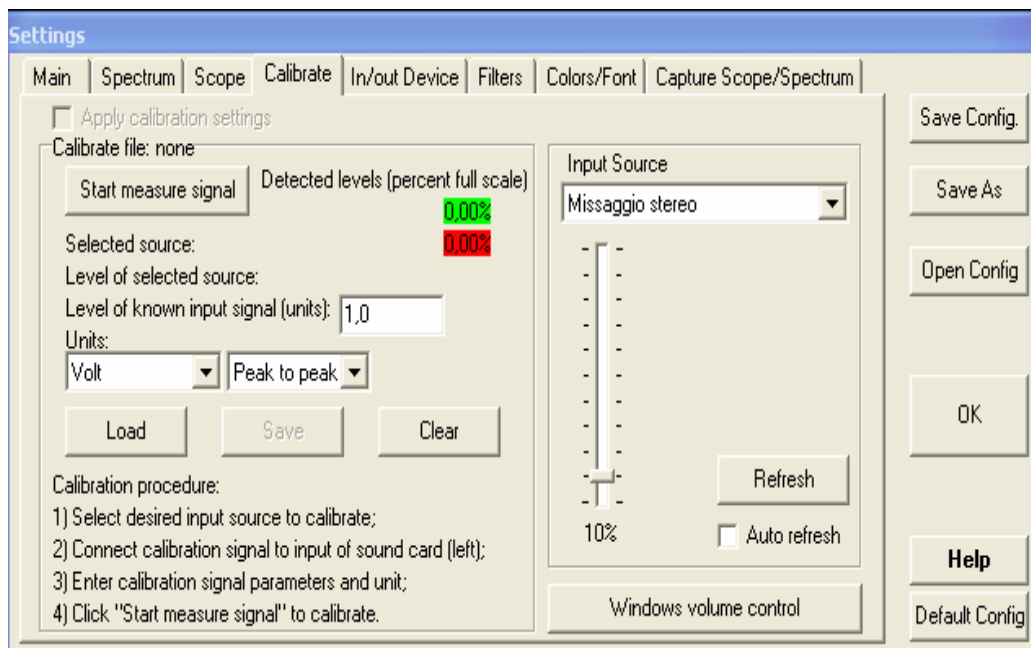 Settings
Main Spectrum Scope Calibrate In/out Device Filters Colors/Font Capture Scope/Spectrum
Apply calibration settings
Calibrate file: none
Start measure signal
Detected levels (percent full scale)
0,00%
0,00%
Selected source:
Level of selected source:
Level of known input signal (units): 1,0
Units:
Volt Peak to peak
Load Save Clear
Calibration procedure:
1) Select desired input source to calibrate;
2) Connect calibration signal to input of sound card (left);
3) Enter calibration signal parameters and unit;
4) Click "Start measure signal" to calibrate.
Input Source
Missaggio stereo
10%
Refresh
Auto refresh
Windows volume control
Save Config.
Save As
Open Config
OK
Help
Default Config